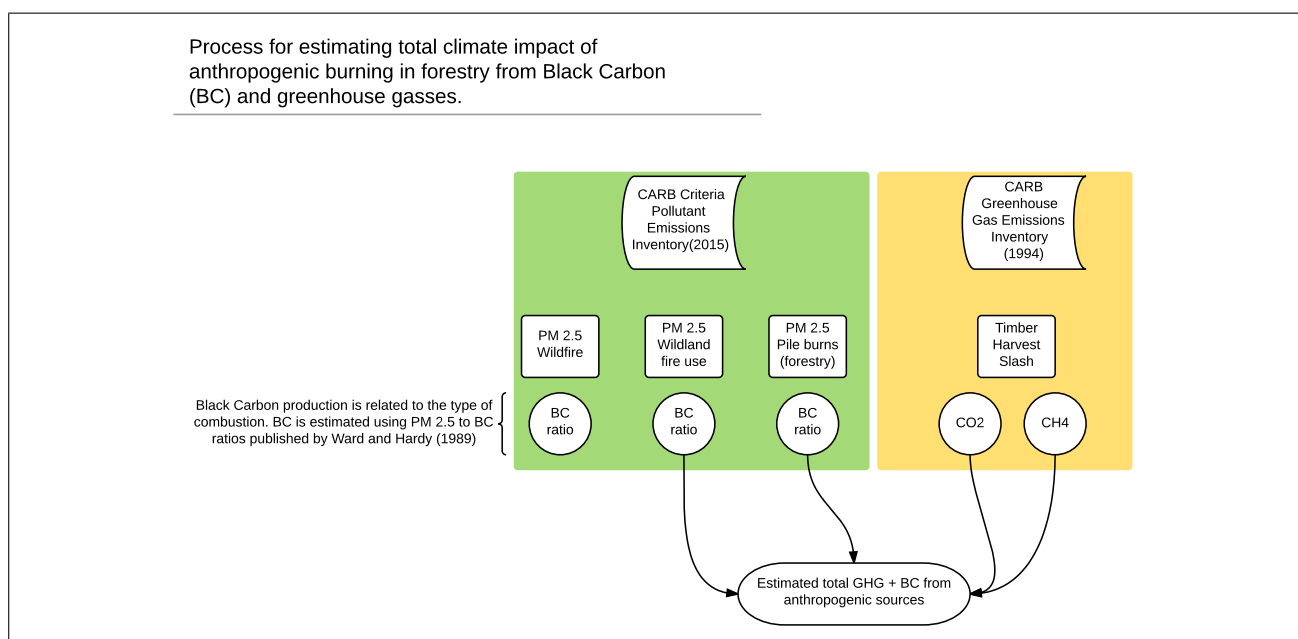 Process for estimating total climate impact of
anthropogenic burning in forestry from Black Carbon
(BC) and greenhouse gasses.
CARB Criteria
Pollutant
Emissions
Inventory(2015)
CARB
Greenhouse
Gas Emissions
Inventory
(1994)
PM 2.5
Wildfire
PM 2.5
Wildland
fire use
PM 2.5
Pile burns
(forestry)
Timber
Harvest
Slash
Black Carbon production is related to the type of
combustion. BC is estimated using PM 2.5 to BC
ratios published by Ward and Hardy (1989)
BC
ratio
BC
ratio
BC
ratio
CO2
CH4
Estimated total GHG + BC from
anthropogenic sources